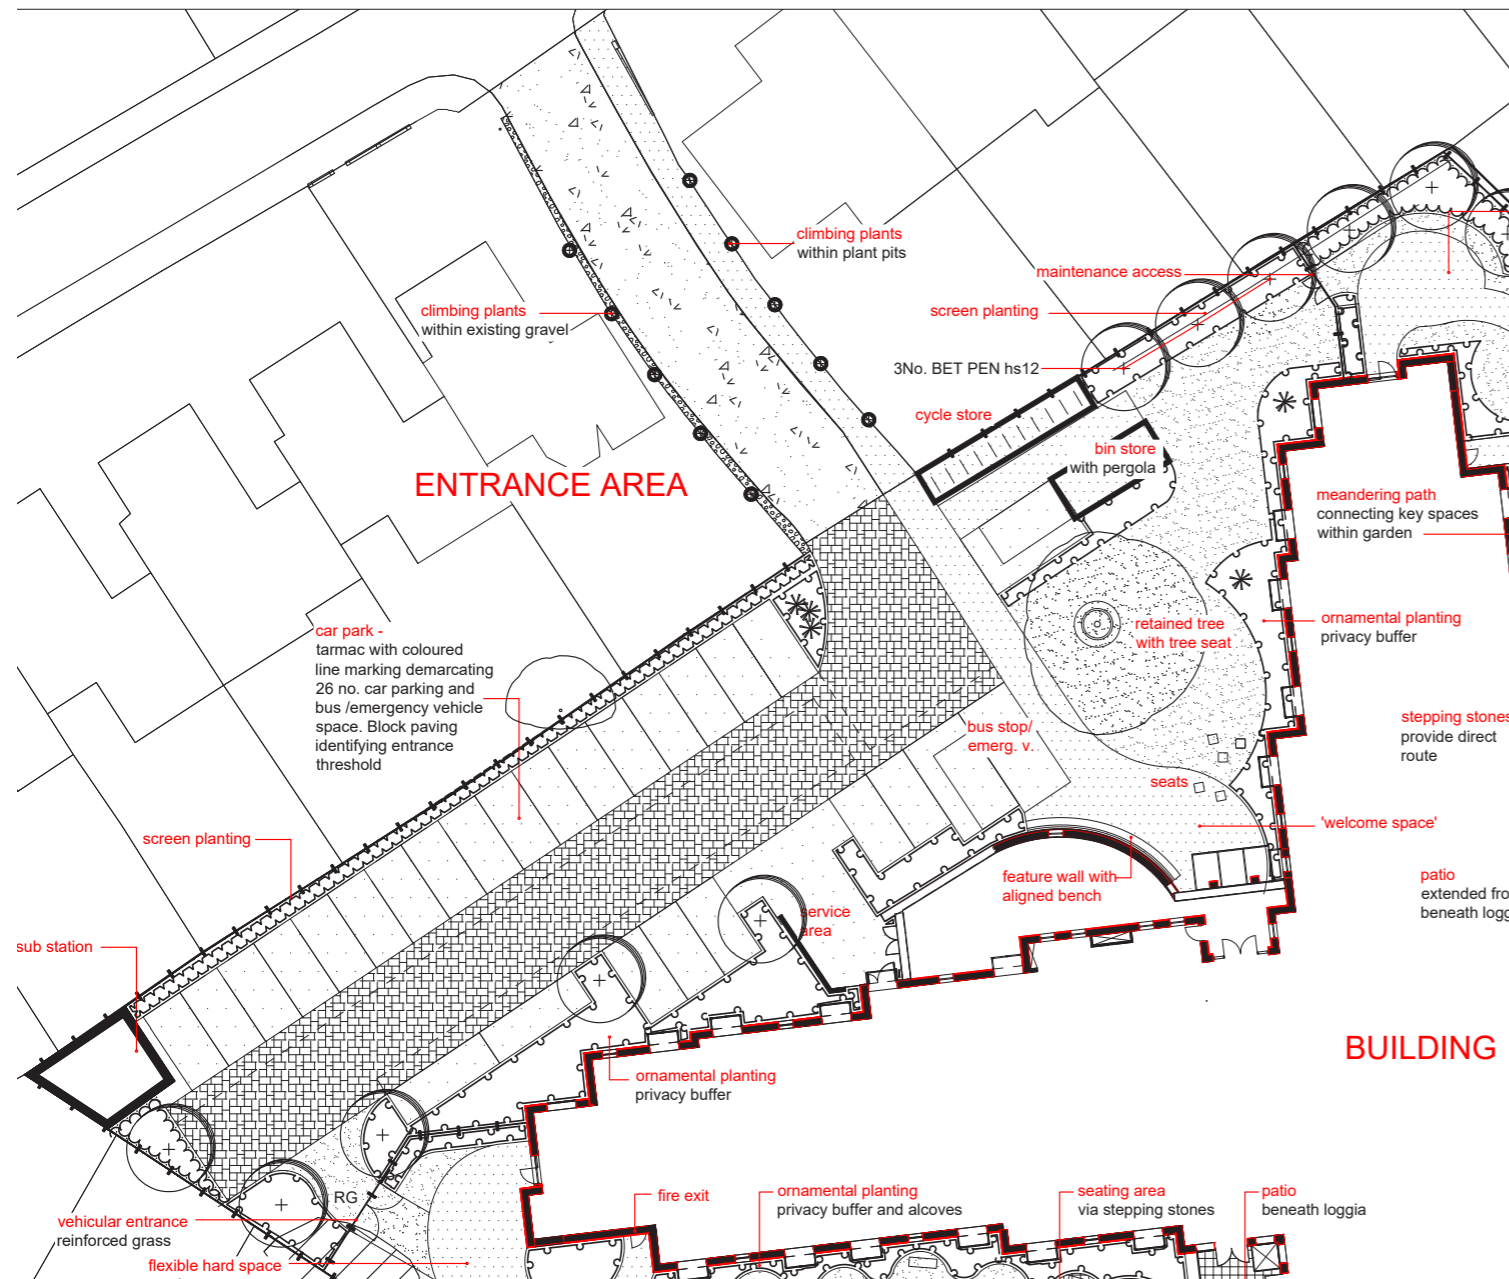 climbing plants
within plant pits
maintenance access
screen planting
climbing plants
within existing gravel
3No. BET PEN hs12
cycle store
bin store
with pergola
ENTRANCE AREA
meandering path
connecting key spaces
within garden
car park -
tarmac with coloured
line marking demarcating
26 no. car parking and
bus /emergency vehicle
space. Block paving
identifying entrance
threshold
retained tree
with tree seat
ornamental planting
privacy buffer
bus stop/
emerg. v.
stepping stones
provide direct
route
seats
screen planting
'welcome space'
feature wall with
aligned bench
patio
extended fro
beneath logg
service
area
sub station
BUILDING
ornamental planting
privacy buffer
RG
vehicular entrance
reinforced grass
fire exit
ornamental planting
privacy buffer and alcoves
seating area
via stepping stones
patio
beneath loggia
flexible hard space